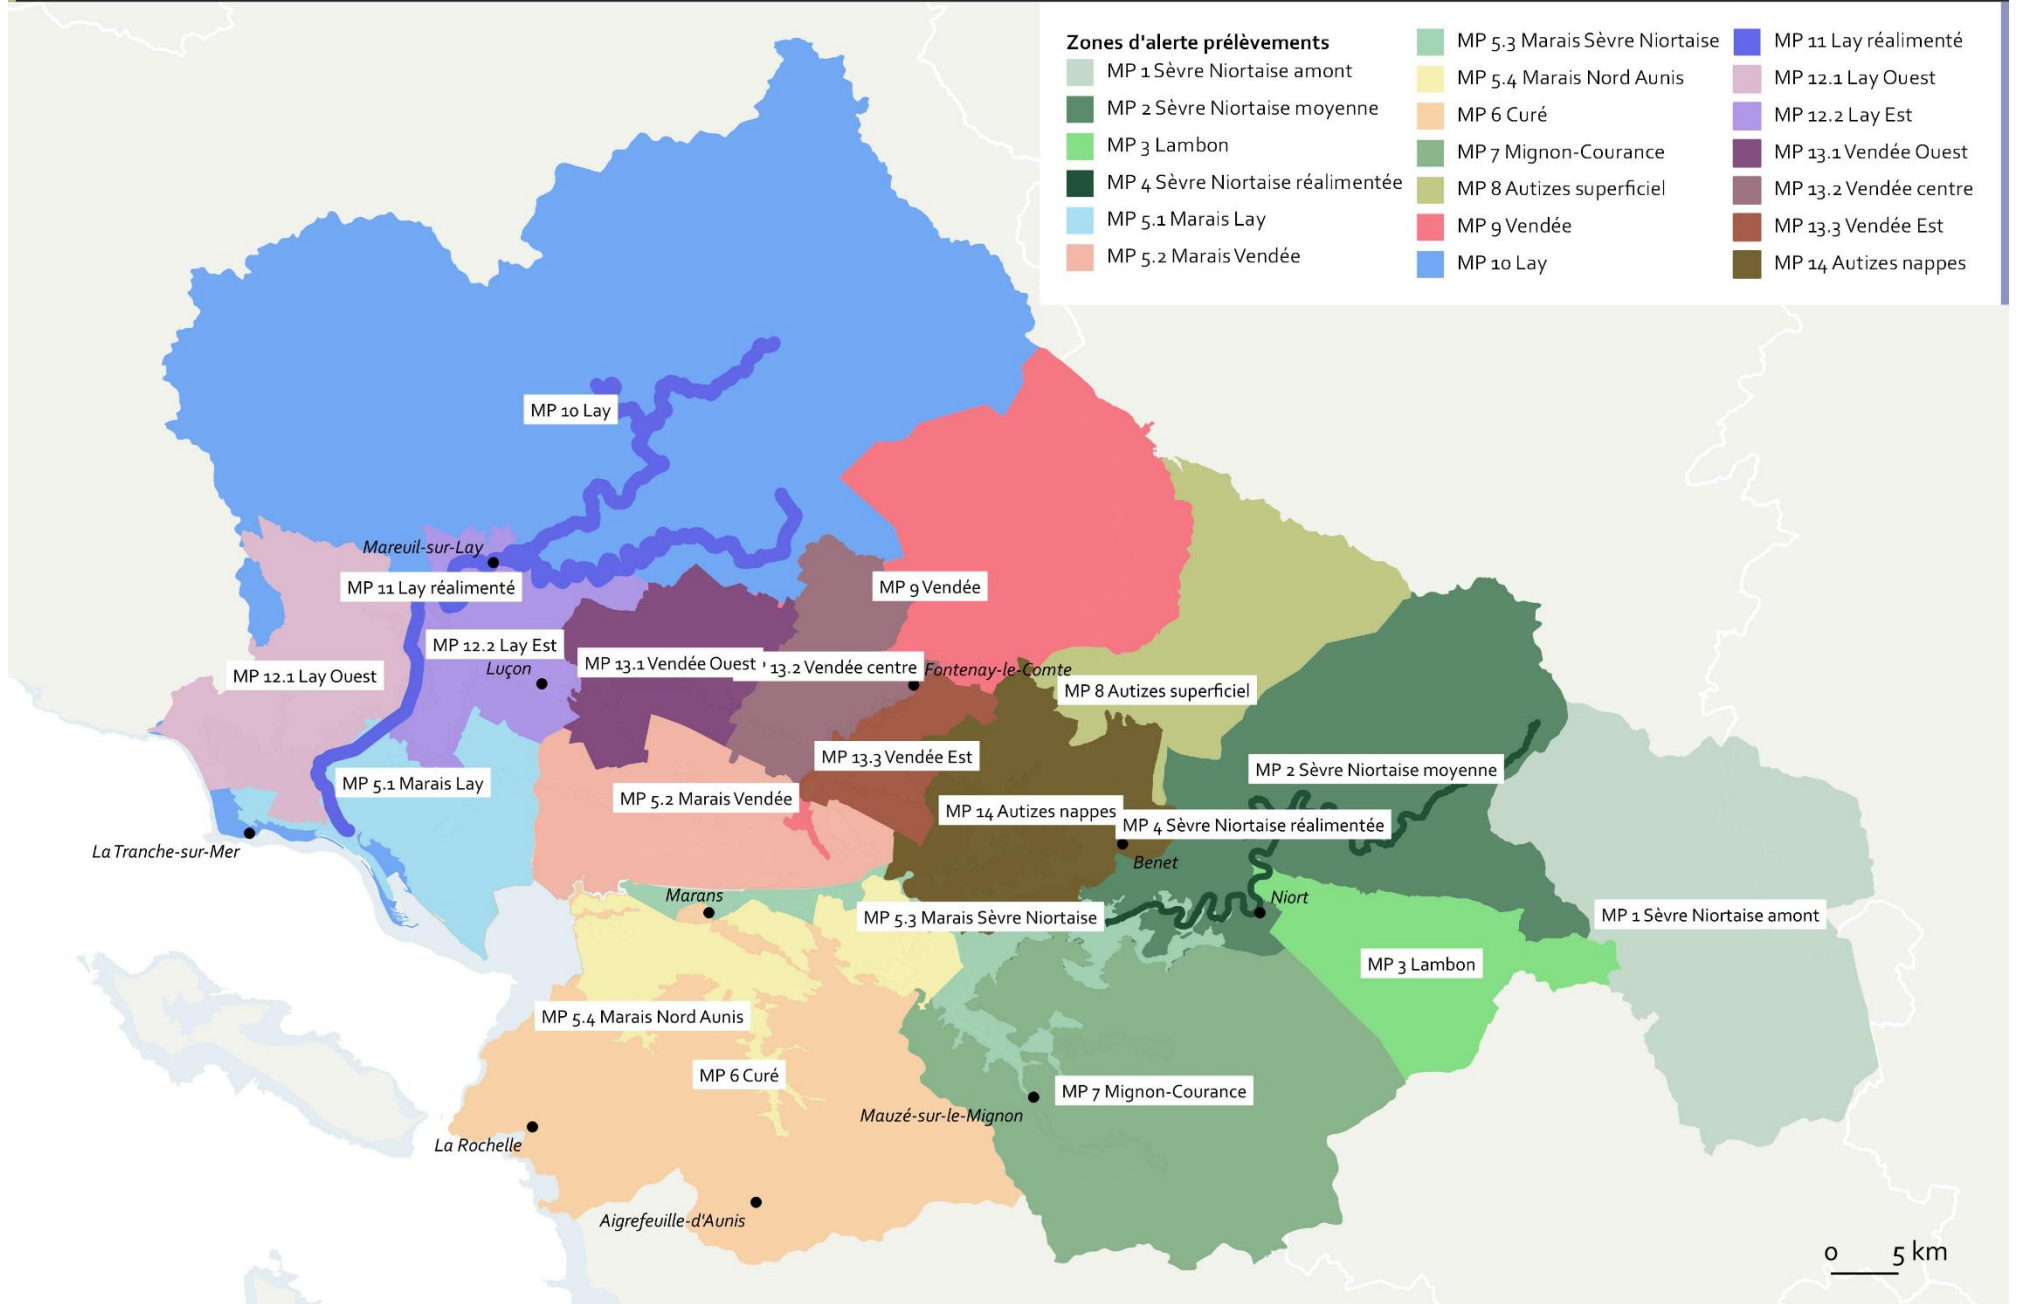 Zones d'alerte prélèvements
MP 1 Sèvre Niortaise amont
MP 2 Sèvre Niortaise moyenne
MP 3 Lambon
MP 4 Sèvre Niortaise réalimentée
MP 5.1 Marais Lay
MP 5.2 Marais Vendée
MP 5.3 Marais Sèvre Niortaise
MP 5.4 Marais Nord Aunis
MP 6 Curé
MP 7 Mignon-Courance
MP 8 Autizes superficiel
MP 9 Vendée
MP 10 Lay
MP 11 Lay réalimenté
MP 12.1 Lay Ouest
MP 12.2 Lay Est
MP 13.1 Vendée Ouest
MP 13.2 Vendée centre
MP 13.3 Vendée Est
MP 14 Autizes nappes
MP 10 Lay
Mareuil-sur-Lay
MP 11 Lay réalimenté
MP 9 Vendée
MP 12.2 Lay Est
Luçon
MP 13.1 Vendée Ouest
13.2 Vendée centre
Fontenay-le-Comte
MP 12.1 Lay Ouest
MP 8 Autizes superficiel
MP 13.3 Vendée Est
MP 2 Sèvre Niortaise moyenne
MP 5.1 Marais Lay
MP 5.2 Marais Vendée
MP 14 Autizes nappes
MP 4 Sèvre Niortaise réalimentée
La Tranche-sur-Mer
Benet
Marans
Niort
MP 5.3 Marais Sèvre Niortaise
MP 1 Sèvre Niortaise amont
MP 3 Lambon
MP 5.4 Marais Nord Aunis
MP 6 Curé
MP 7 Mignon-Courance
Mauzé-sur-le-Mignon
La Rochelle
Aigrefeuille-d'Aunis
0 5 km